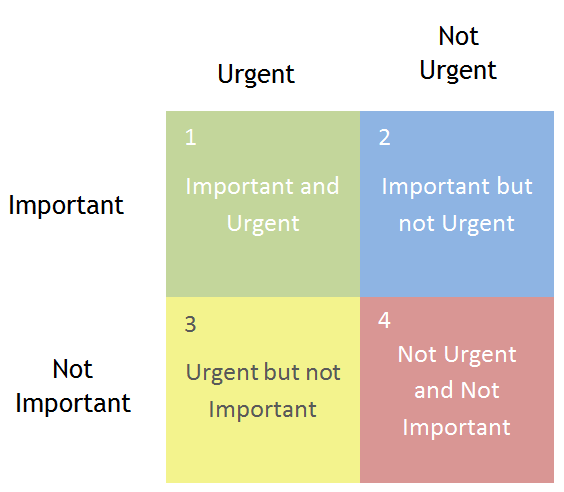 Not
Urgent
Urgent
1
Important and
Urgent
2
Important but
not Urgent
Important
3
Urgent but not
Important
4
Not Urgent
and Not
Important
Not
Important